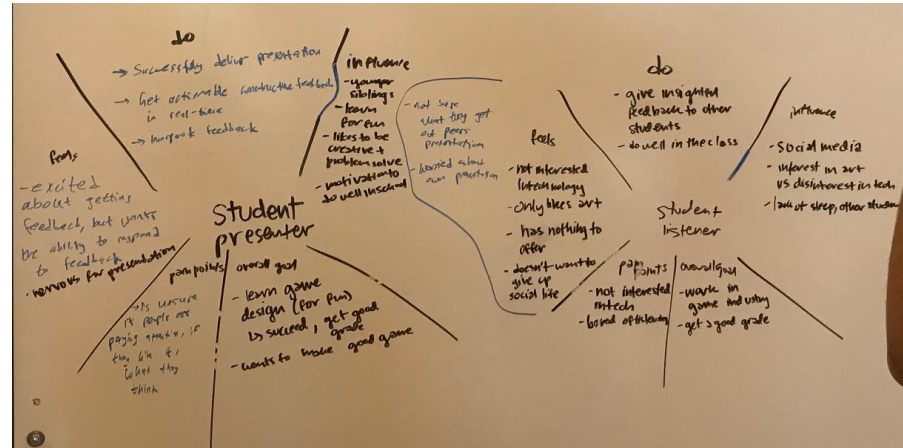 do
→ Successfully deliver presentation
→ Get actionable constructive feedback
in real-time
→ feedback
influence
- younger
siblings
- learn
for fun
- likes to be
creative +
problem solve
- motivation to
do well in school
feels
- excited
about getting
feedback, but wants
the ability to respond
to feedback
- nervous for presentation
student
presenter
pain points
→ Is unsure
if people are
paying attention, if
they like it,
what they
think
overall goal
- learn game
design (for fun)
↳ succeed, get good
grade
- wants to make good game
do
- give insightful
feedback to other
students
- do well in the class
- not sure
what they get
out peers
presentation
- worried about
own presentation
feels
- not interested
in technology
- only likes art
- has nothing to
offer
- doesn't want to
give up
social life
influence
- social media
- interest in art
vs disinterest in tech
- lack of sleep, other
student
listener
pain
points
- not interested
in tech
- bored of listening
overall goal
- work in
game industry
- get a good grade